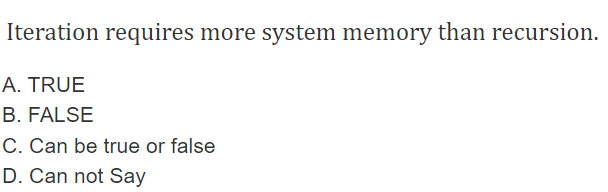 Iteration requires more system memory than recursion.
A. TRUE
B. FALSE
C. Can be true or false
D. Can not Say